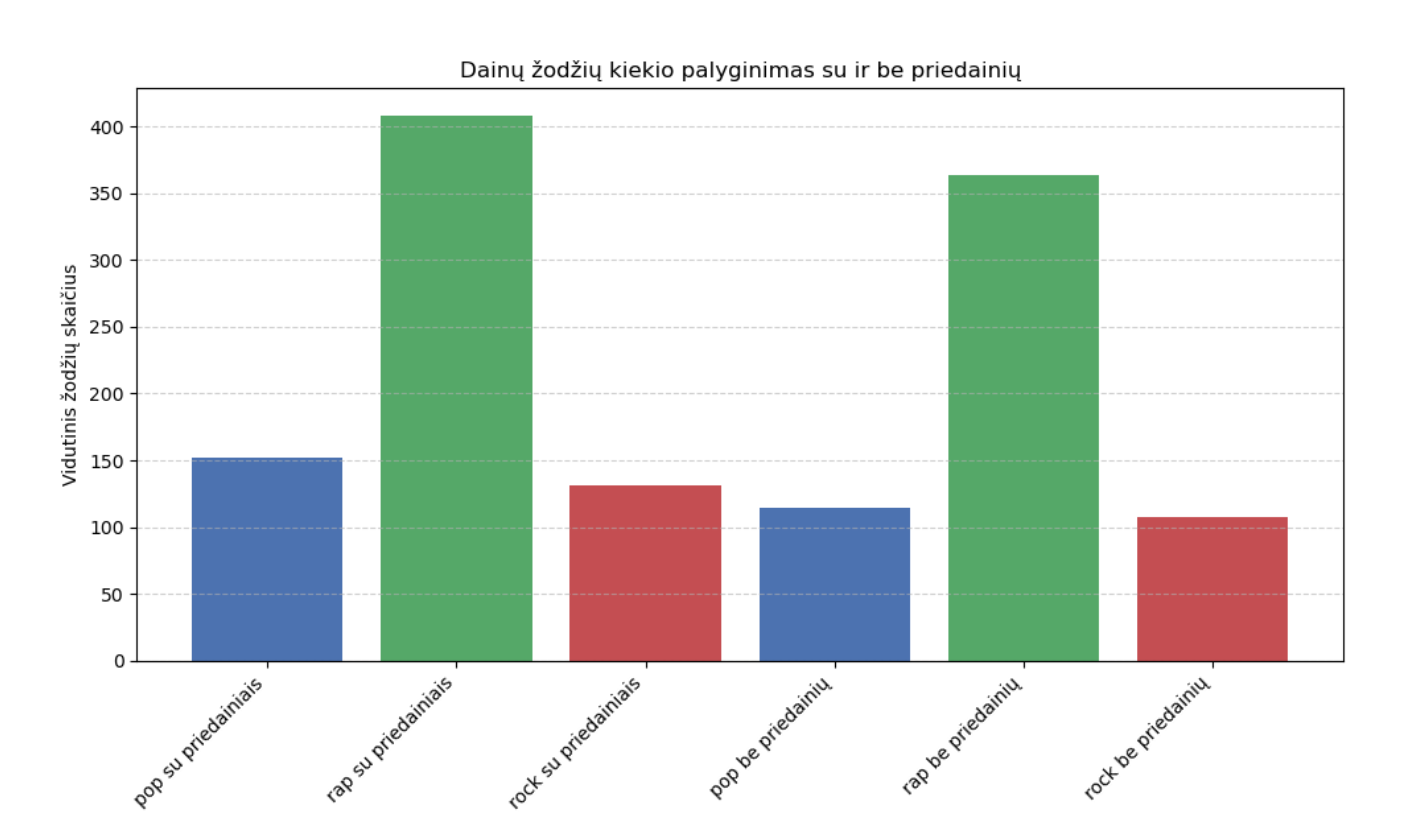 Dainų žodžių kiekio palyginimas su ir be priedainių
Vidutinis žodžių skaičius
400
350
300
250
200
150
100
50
0
pop su priedainiais
rap su priedainiais
rock su priedainiais
pop be priedainių
rap be priedainių
rock be priedainių